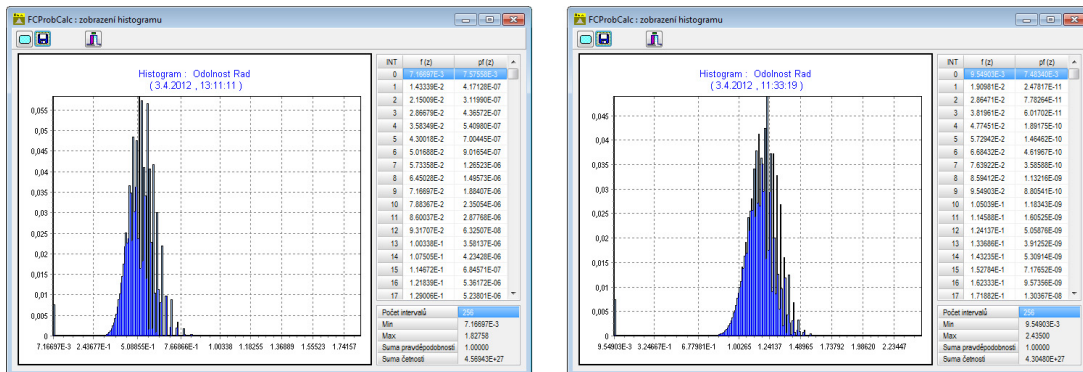 FCProbCalc : zobrazení histogramu
Histogram : Odolnost Rad
( 3.4.2012 , 13:11:11 )
0,055
0,05
0,045
0,04
0,035
0,03
0,025
0,02
0,015
0,01
0,005
0
7.16697E-3 2.43677E-1 5.00855E-1 7.66866E-1 1.00338 1.18255 1.36889 1.55523 1.74157
INT f (z) pf (z)
0 7.16697E-3 7.57558E-3
1 1.43339E-2 4.17128E-07
2 2.15009E-2 3.11990E-07
3 2.86679E-2 4.36572E-07
4 3.58349E-2 5.40980E-07
5 4.30018E-2 7.00445E-07
6 5.01688E-2 9.01654E-07
7 5.73358E-2 1.26523E-06
8 6.45028E-2 1.49573E-06
9 7.16697E-2 1.88407E-06
10 7.88367E-2 2.35054E-06
11 8.60037E-2 2.87768E-06
12 9.31707E-2 6.32507E-08
13 1.00338E-1 3.58137E-06
14 1.07505E-1 4.23428E-06
15 1.14672E-1 6.84571E-07
16 1.21839E-1 5.36172E-06
17 1.29006E-1 5.23801E-06
Počet intervalů 256
Min 7.16697E-3
Max 1.82758
Suma pravděpodobnosti 1.00000
Suma četnosti 4.56943E+27
FCProbCalc : zobrazení histogramu
Histogram : Odolnost Rad
( 3.4.2012 , 11:33:19 )
0,045
0,04
0,035
0,03
0,025
0,02
0,015
0,01
0,005
0
9.54903E-3 3.24667E-1 6.77981E-1 1.00265 1.24137 1.48965 1.73792 1.98620 2.23447
INT f (z) pf (z)
0 9.54903E-3 7.48340E-3
1 1.90981E-2 2.47817E-11
2 2.86471E-2 7.78264E-11
3 3.81961E-2 6.01702E-11
4 4.77451E-2 1.89175E-10
5 5.72942E-2 1.46462E-10
6 6.68432E-2 4.61967E-10
7 7.63922E-2 3.58588E-10
8 8.59412E-2 1.13216E-09
9 9.54903E-2 8.80541E-10
10 1.05039E-1 1.18343E-09
11 1.14588E-1 1.60525E-09
12 1.24137E-1 5.05876E-09
13 1.33686E-1 3.91252E-09
14 1.43235E-1 5.30914E-09
15 1.52784E-1 7.17652E-09
16 1.62333E-1 9.57356E-09
17 1.71882E-1 1.30367E-08
Počet intervalů 256
Min 9.54903E-3
Max 2.43500
Suma pravděpodobnosti 1.00000
Suma četnosti 4.30480E+27